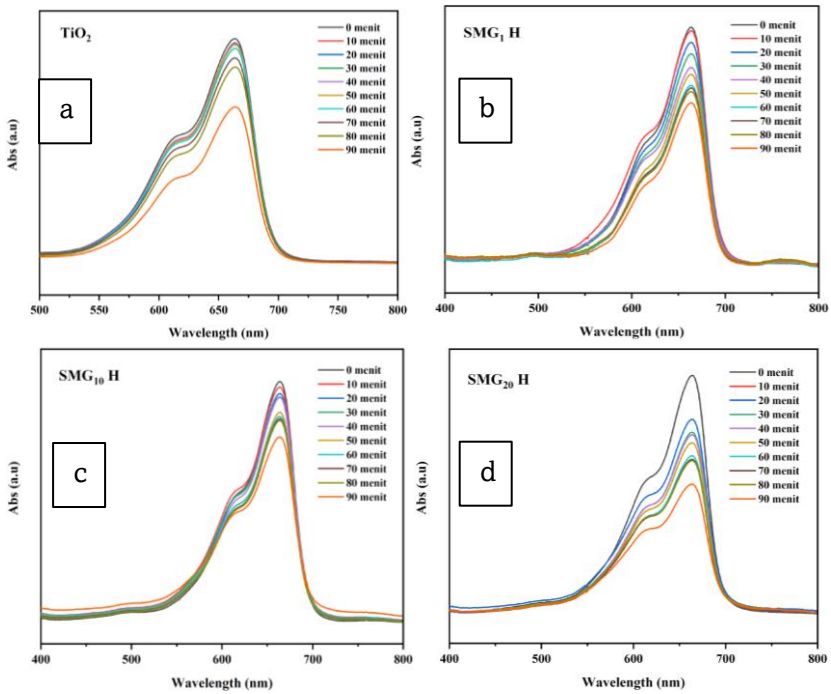 TiO₂
a
0 menit
10 menit
20 menit
30 menit
40 menit
50 menit
60 menit
70 menit
80 menit
90 menit
Abs (a.u)
500 550 600 650 700 750 800
Wavelength (nm)
SMG₁ H
b
0 menit
10 menit
20 menit
30 menit
40 menit
50 menit
60 menit
70 menit
80 menit
90 menit
Abs (a.u)
400 500 600 700 800
Wavelength (nm)
SMG₁₀ H
c
0 menit
10 menit
20 menit
30 menit
40 menit
50 menit
60 menit
70 menit
80 menit
90 menit
Abs (a.u)
400 500 600 700 800
Wavelength (nm)
SMG₂₀ H
d
0 menit
10 menit
20 menit
30 menit
40 menit
50 menit
60 menit
70 menit
80 menit
90 menit
Abs (a.u)
400 500 600 700 800
Wavelength (nm)